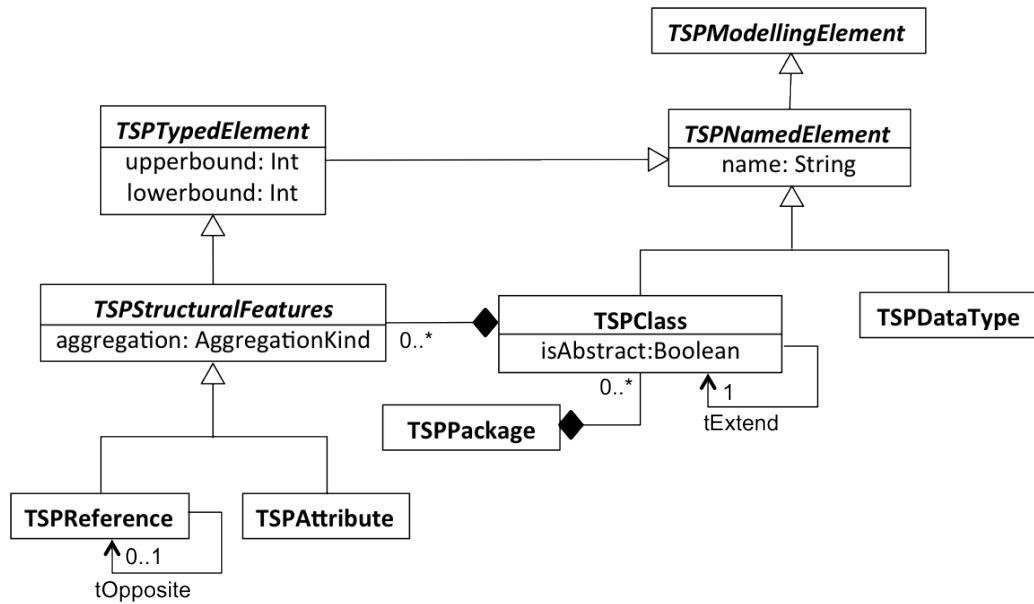 TSPModellingElement
TSPTypedElement
upperbound: Int
lowerbound: Int
TSPNamedElement
name: String
TSPStructuralFeatures
aggregation: AggregationKind
0..*
TSPClass
isAbstract:Boolean
TSPDataType
0..*
1
tExtend
TSPPackage
TSPReference
TSPAttribute
0..1
tOpposite